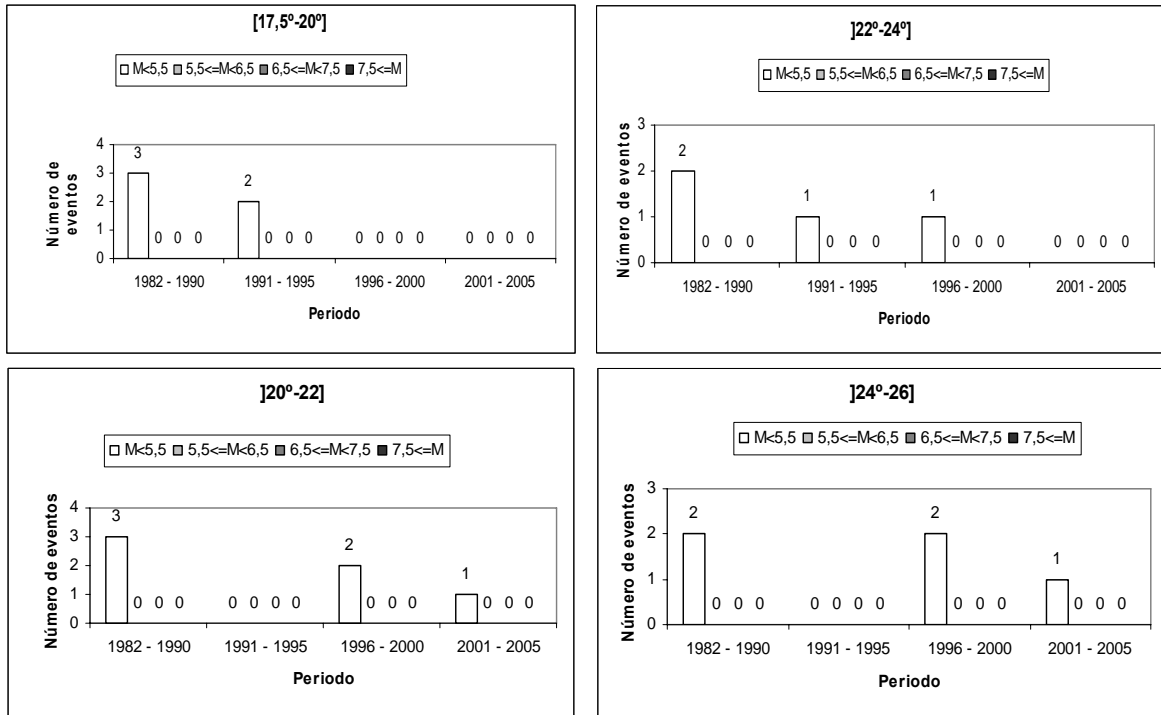 [17,5º-20º]
M<5,5 5,5<=M<6,5 6,5<=M<7,5 7,5<=M
Número de eventos
4
3
2
1
0
3 0 0 0 2 0 0 0 0 0 0 0 0 0 0 0
1982 - 1990 1991 - 1995 1996 - 2000 2001 - 2005
Periodo
]22º-24º]
M<5,5 5,5<=M<6,5 6,5<=M<7,5 7,5<=M
Número de eventos
3
2
1
0
2 0 0 0 1 0 0 0 1 0 0 0 0 0 0 0
1982 - 1990 1991 - 1995 1996 - 2000 2001 - 2005
Periodo
]20º-22]
M<5,5 5,5<=M<6,5 6,5<=M<7,5 7,5<=M
Número de eventos
4
3
2
1
0
3 0 0 0 0 0 0 0 2 0 0 0 1 0 0 0
1982 - 1990 1991 - 1995 1996 - 2000 2001 - 2005
Periodo
]24º-26]
M<5,5 5,5<=M<6,5 6,5<=M<7,5 7,5<=M
Número de eventos
3
2
1
0
2 0 0 0 0 0 0 0 2 0 0 0 1 0 0 0
1982 - 1990 1991 - 1995 1996 - 2000 2001 - 2005
Periodo